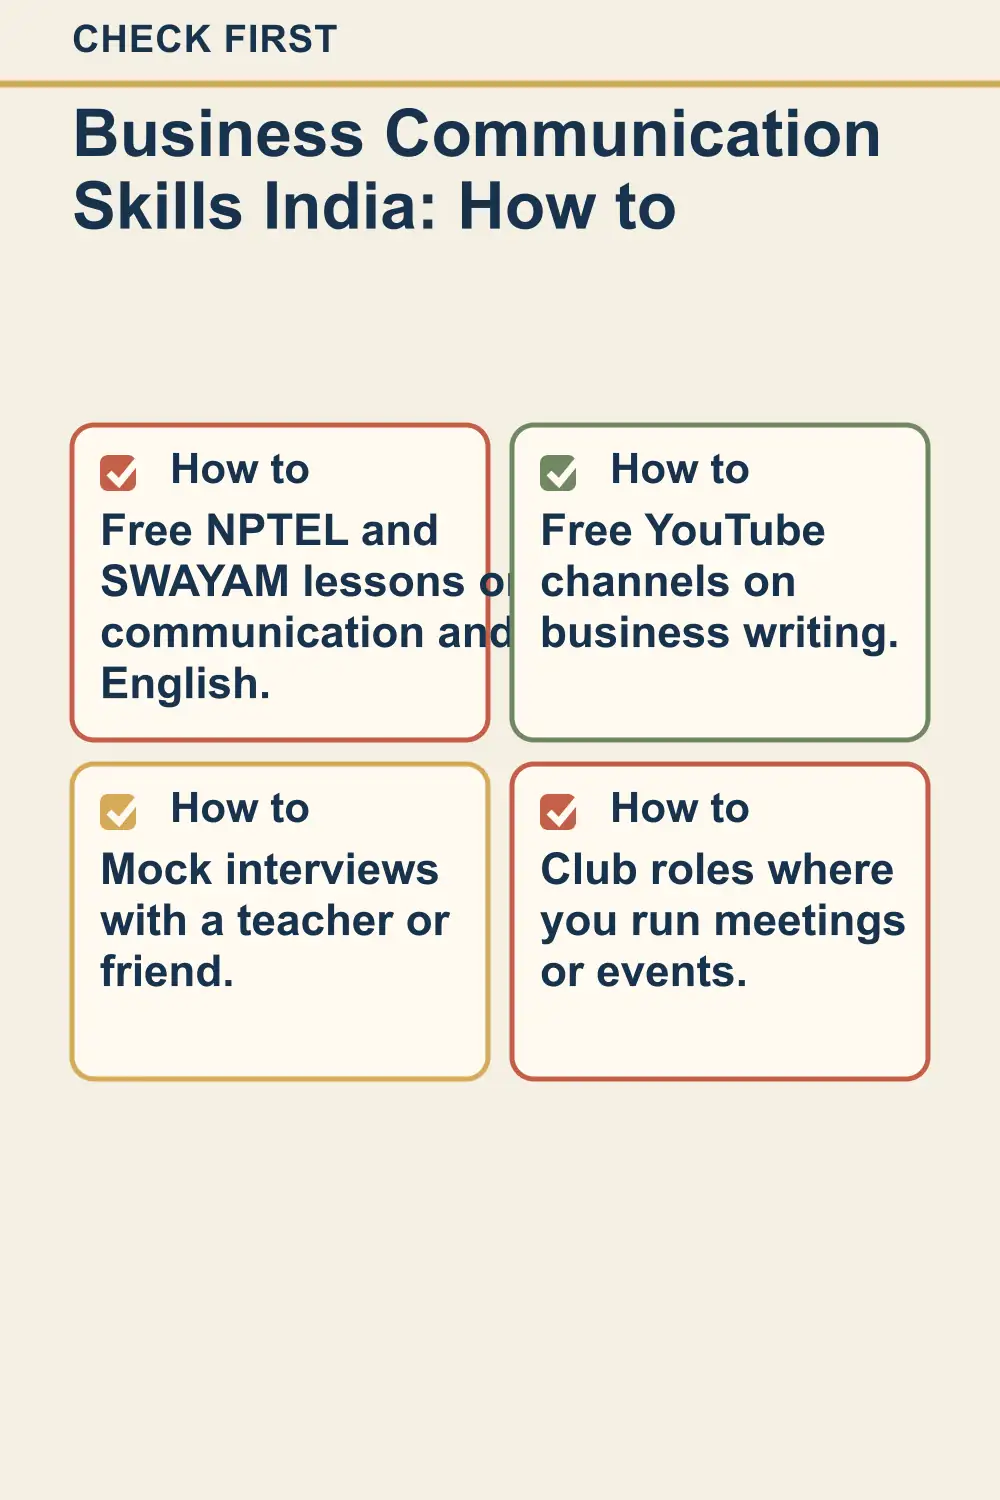 CHECK FIRST
Business Communication
Skills India: How to
How to
Free NPTEL and
SWAYAM lessons on
communication and
English.
How to
Free YouTube
channels on
business writing.
How to
Mock interviews
with a teacher or
friend.
How to
Club roles where
you run meetings
or events.